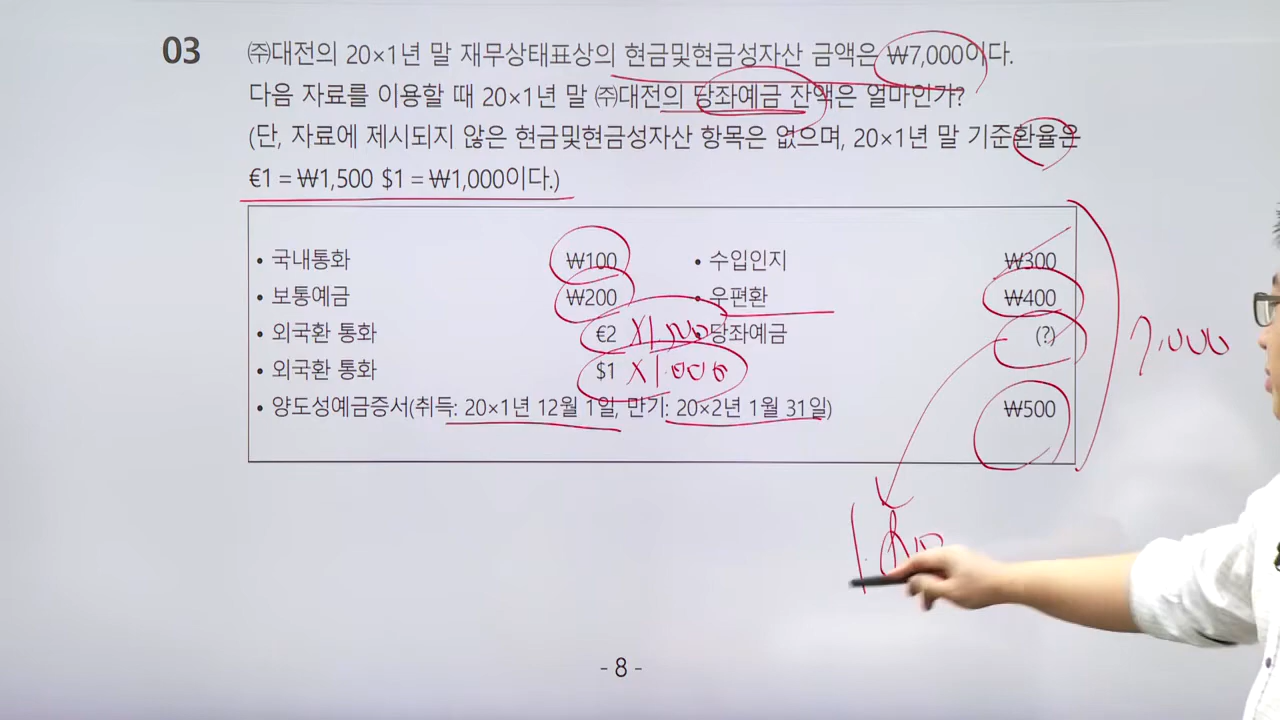 03 ㈜대전의 20×1년 말 재무상태표상의 현금및현금성자산 금액은 ₩7,000이다.
다음 자료를 이용할 때 20×1년 말 ㈜대전의 당좌예금 잔액은 얼마인가?
(단, 자료에 제시되지 않은 현금및현금성자산 항목은 없으며, 20×1년 말 기준환율은
€1 = ₩1,500 $1 = ₩1,000이다.)
• 국내통화 ₩100 • 수입인지 ₩300
• 보통예금 ₩200 • 우편환 ₩400
• 외국환 통화 €2 당좌예금 (?)
• 외국환 통화 $1 ×1.000
7.000
• 양도성예금증서(취득: 20×1년 12월 1일, 만기: 20×2년 1월 31일) ₩500
- 8 -